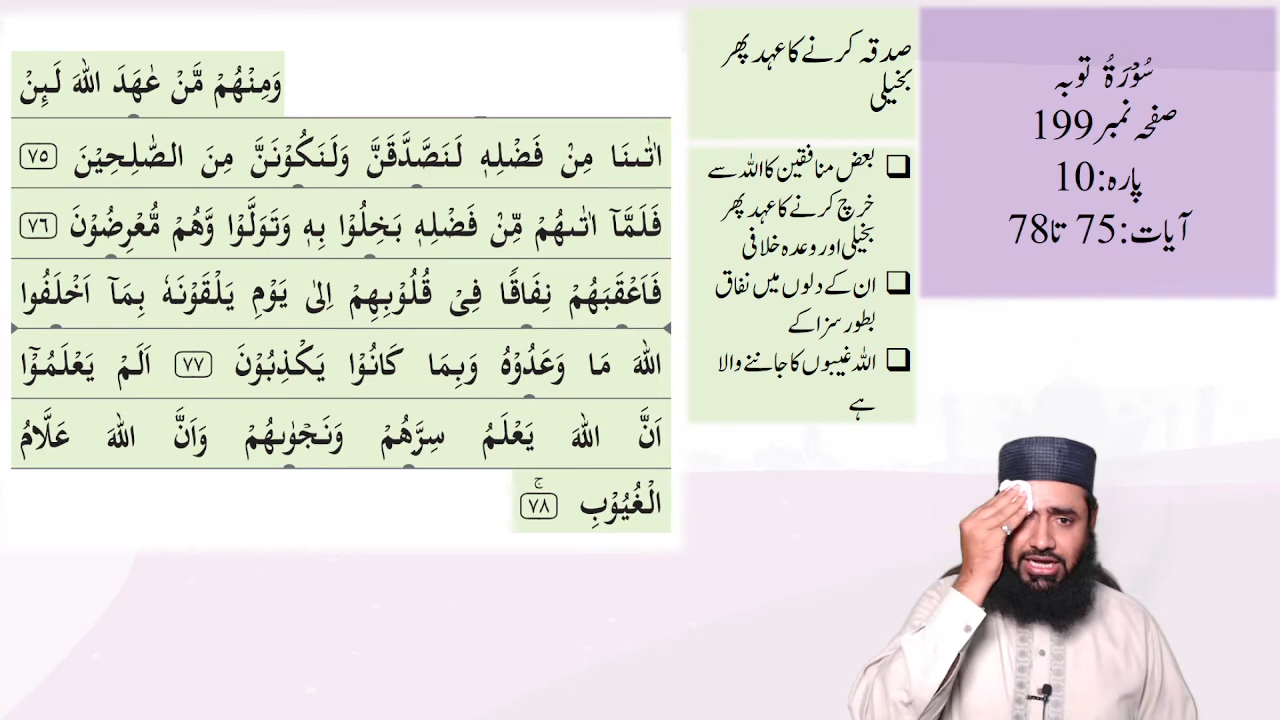 سُوْرَۃُ توبہ
صفحہ نمبر 199
پارہ: 10
آیات: 75 تا 78
صدقہ کرنے کا عہد پھر
بخیلی
❑ بعض منافقین کا اللہ سے
خرچ کرنے کا عہد پھر
بخیلی اور وعدہ خلافی
❑ ان کے دلوں میں نفاق
بطور سزا کے
❑ اللہ غیبوں کا جاننے والا
ہے
وَمِنْهُمْ مَّنْ عٰهَدَ اللّٰهَ لَىِٕنْ
اٰتٰىنَا مِنْ فَضْلِهٖ لَنَصَّدَّقَنَّ وَلَنَكُوْنَنَّ مِنَ الصّٰلِحِيْنَ ٧٥
فَلَمَّآ اٰتٰىهُمْ مِّنْ فَضْلِهٖ بَخِلُوْا بِهٖ وَتَوَلَّوْا وَّهُمْ مُّعْرِضُوْنَ ٧٦
فَاَعْقَبَهُمْ نِفَاقًا فِيْ قُلُوْبِهِمْ اِلٰى يَوْمِ يَلْقَوْنَهٗ بِمَآ اَخْلَفُوا
اللّٰهَ مَا وَعَدُوْهُ وَبِمَا كَانُوْا يَكْذِبُوْنَ ٧٧ اَلَمْ يَعْلَمُوْٓا
اَنَّ اللّٰهَ يَعْلَمُ سِرَّهُمْ وَنَجْوٰىهُمْ وَاَنَّ اللّٰهَ عَلَّامُ
الْغُيُوْبِ ٧٨ ۚ